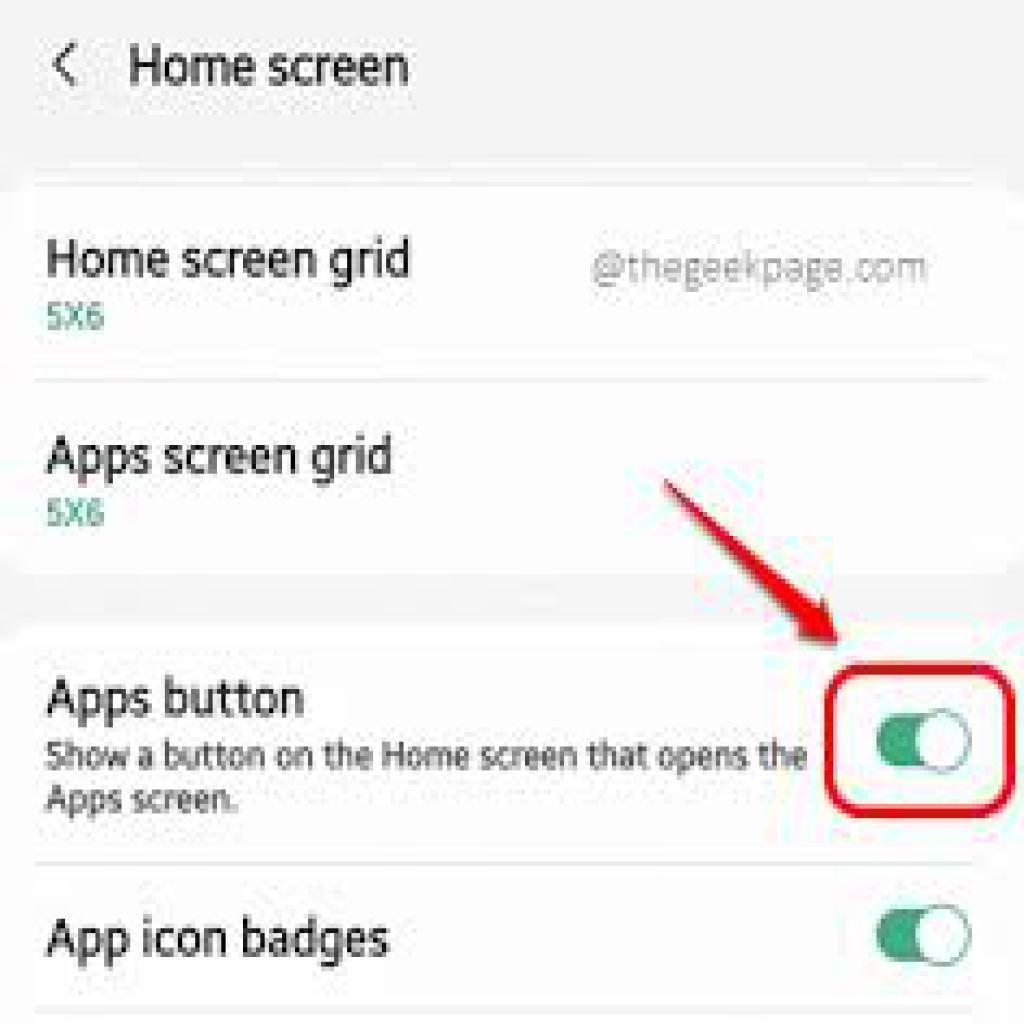 Home screen
Home screen grid
@thegeekpage.com
5X6
Apps screen grid
5X6
Apps button
Show a button on the Home screen that opens the
Apps screen.
App icon badges